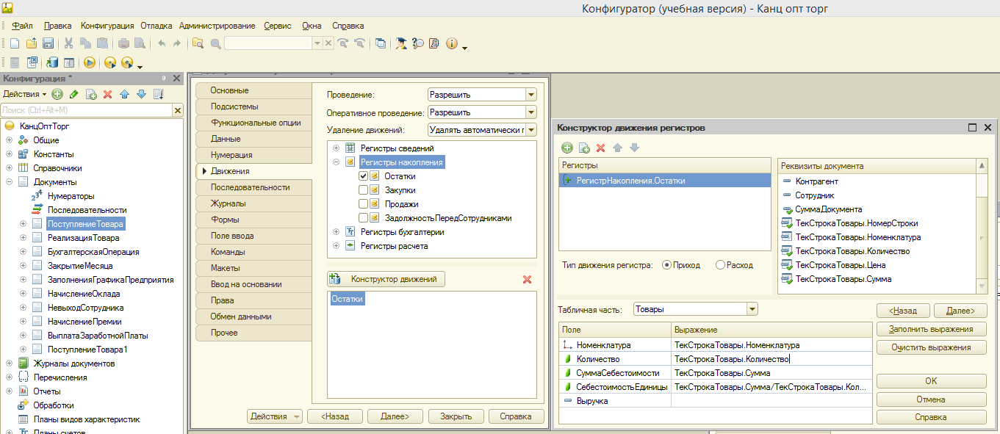 Конфигуратор (учебная версия) - Канц опт торг
Файл Правка Конфигурация Отладка Администрирование Сервис Окна Справка
Конфигурация *
Действия
Поиск (Ctrl+Alt+M)
КанцОптТорг
Общие
Константы
Справочники
Документы
Нумераторы
Последовательности
ПоступлениеТовара
РеализацияТовара
БухгалтерскаяОперация
ЗакрытиеМесяца
ЗаполненияГрафикаПредприятия
НачислениеОклада
НевыходСотрудника
НачислениеПремии
ВыплатаЗаработнойПлаты
ПоступлениеТовара1
Журналы документов
Перечисления
Отчеты
Обработки
Планы видов характеристик
Планы счетов
Основные
Подсистемы
Функциональные опции
Данные
Нумерация
Движения
Последовательности
Журналы
Формы
Поле ввода
Команды
Макеты
Ввод на основании
Права
Обмен данными
Прочее
Проведение: Разрешить
Оперативное проведение: Разрешить
Удаление движений: Удалять автоматически г
Регистры сведений
Регистры накопления
Остатки
Закупки
Продажи
ЗадолжностьПередСотрудниками
Регистры бухгалтерии
Регистры расчета
Конструктор движений
Остатки
Действия <Назад Далее> Закрыть Справка
Конструктор движения регистров
Регистры
РегистрНакопления.Остатки
Реквизиты документа
Контрагент
Сотрудник
СуммаДокумента
ТекСтрокаТовары.НомерСтроки
ТекСтрокаТовары.Номенклатура
ТекСтрокаТовары.Количество
ТекСтрокаТовары.Цена
ТекСтрокаТовары.Сумма
Тип движения регистра: Приход Расход
Табличная часть: Товары
<Назад Далее>
Заполнить выражения
Очистить выражения
Поле Выражение
Номенклатура ТекСтрокаТовары.Номенклатура
Количество ТекСтрокаТовары.Количество
СуммаСебестоимости ТекСтрокаТовары.Сумма
СебестоимостьЕдиницы ТекСтрокаТовары.Сумма/ТекСтрокаТовары.Кол...
Выручка
OK
Отмена
Справка